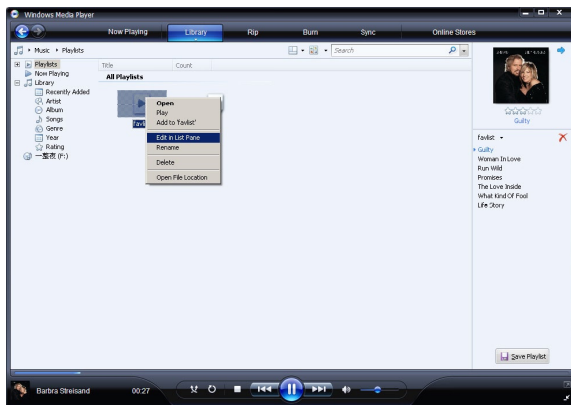 Windows Media Player
Now Playing Library Rip Burn Sync Online Stores
Music Playlists Search
Playlists
Now Playing
Library
Recently Added
Artist
Album
Songs
Genre
Year
Rating
一整夜 (F:)
Title Count
All Playlists
Open
Play
Add to 'favlist'
Edit in List Pane
Rename
Delete
Open File Location
Guilty
favlist
Guilty
Woman In Love
Run Wild
Promises
The Love Inside
What Kind Of Fool
Life Story
Save Playlist
Barbra Streisand 00:27